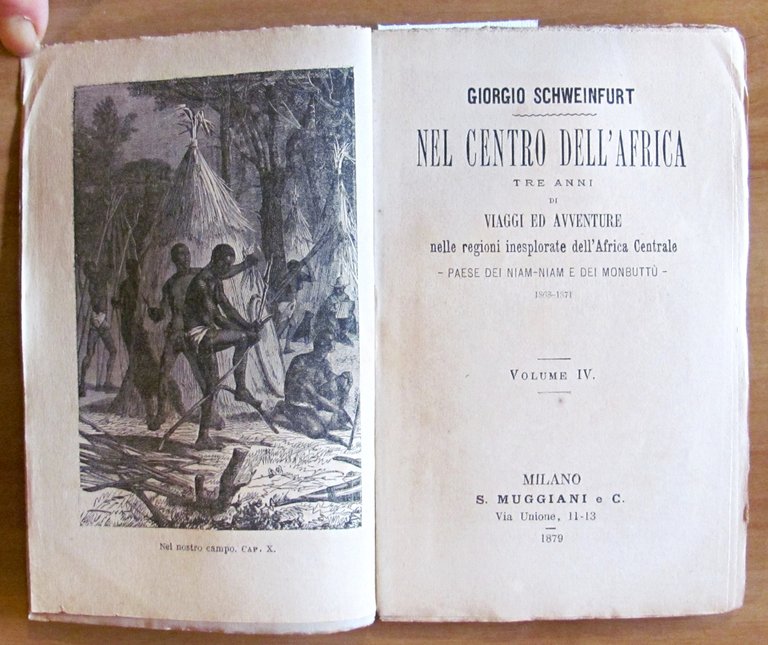 Nel nostro campo. CAP. X.
GIORGIO SCHWEINFURT
NEL CENTRO DELL'AFRICA
TRE ANNI
DI
VIAGGI ED AVVENTURE
nelle regioni inesplorate dell'Africa Centrale
- PAESE DEI NIAM-NIAM E DEI MONBUTTÙ -
1868-1871
VOLUME IV.
MILANO
S. MUGGIANI e C.
Via Unione, 11-13
1879